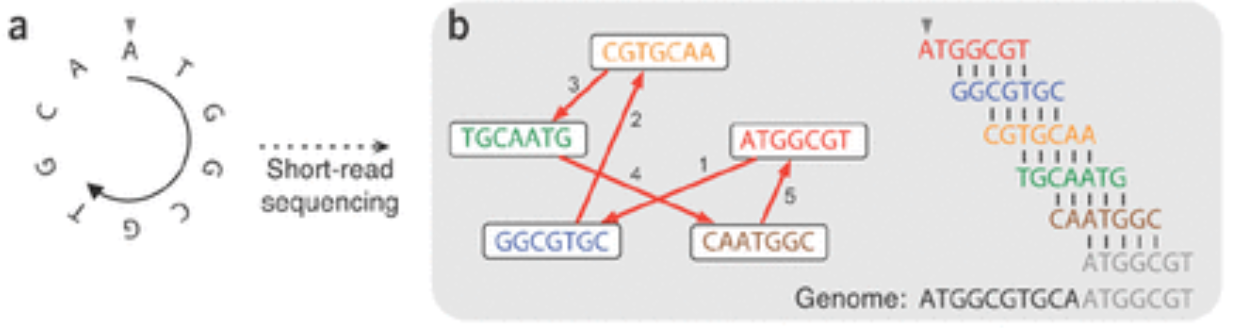 a
A
T
G
G
C
G
T
G
C
A
Short-read
sequencing
b
CGTGCAA
3
2
TGCAATG
ATGGCGT
4
1
5
GGCGTGC
CAATGGC
ATGGCGT
GGCGTGC
CGTGCAA
TGCAATG
CAATGGC
ATGGCGT
Genome: ATGGCGTGCAATGGCGT